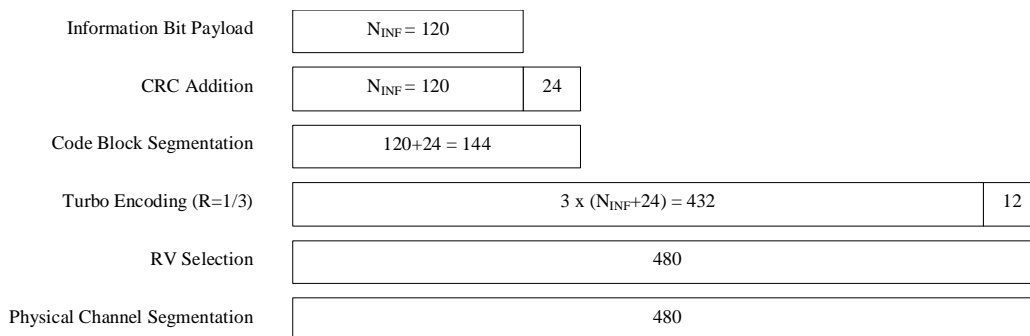 Information Bit Payload N_INF = 120
CRC Addition N_INF = 120 24
Code Block Segmentation 120+24 = 144
Turbo Encoding (R=1/3) 3 x (N_INF+24) = 432 12
RV Selection 480
Physical Channel Segmentation 480